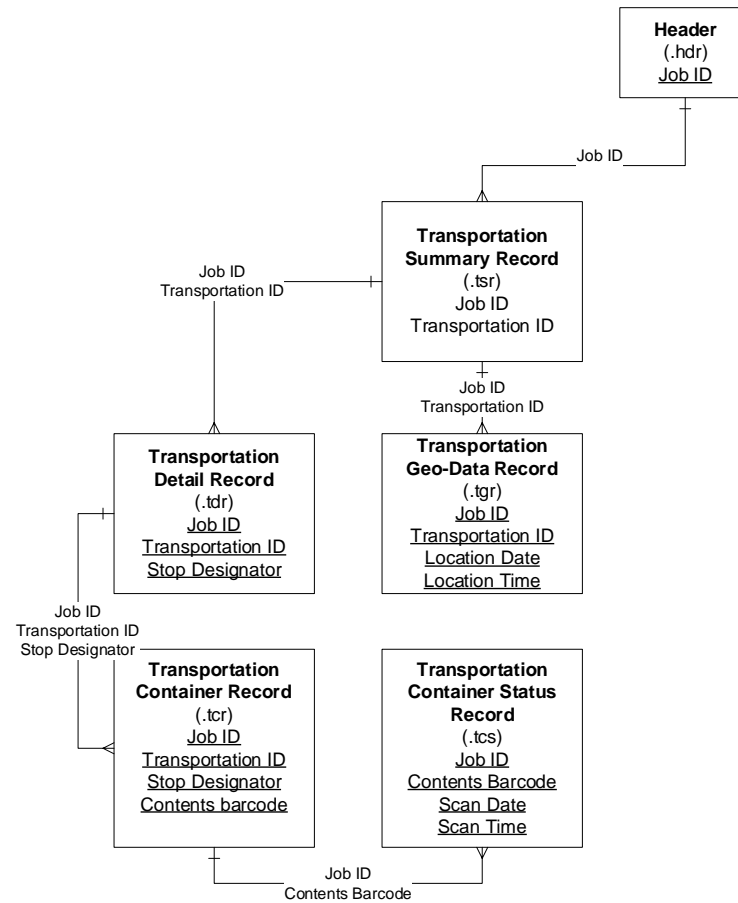 Header
(.hdr)
Job ID
Job ID
Transportation
Summary Record
(.tsr)
Job ID
Transportation ID
Job ID
Transportation ID
Job ID
Transportation ID
Transportation
Detail Record
(.tdr)
Job ID
Transportation ID
Stop Designator
Transportation
Geo-Data Record
(.tgr)
Job ID
Transportation ID
Location Date
Location Time
Job ID
Transportation ID
Stop Designator
Transportation
Container Record
(.tcr)
Job ID
Transportation ID
Stop Designator
Contents barcode
Transportation
Container Status
Record
(.tcs)
Job ID
Contents Barcode
Scan Date
Scan Time
Job ID
Contents Barcode